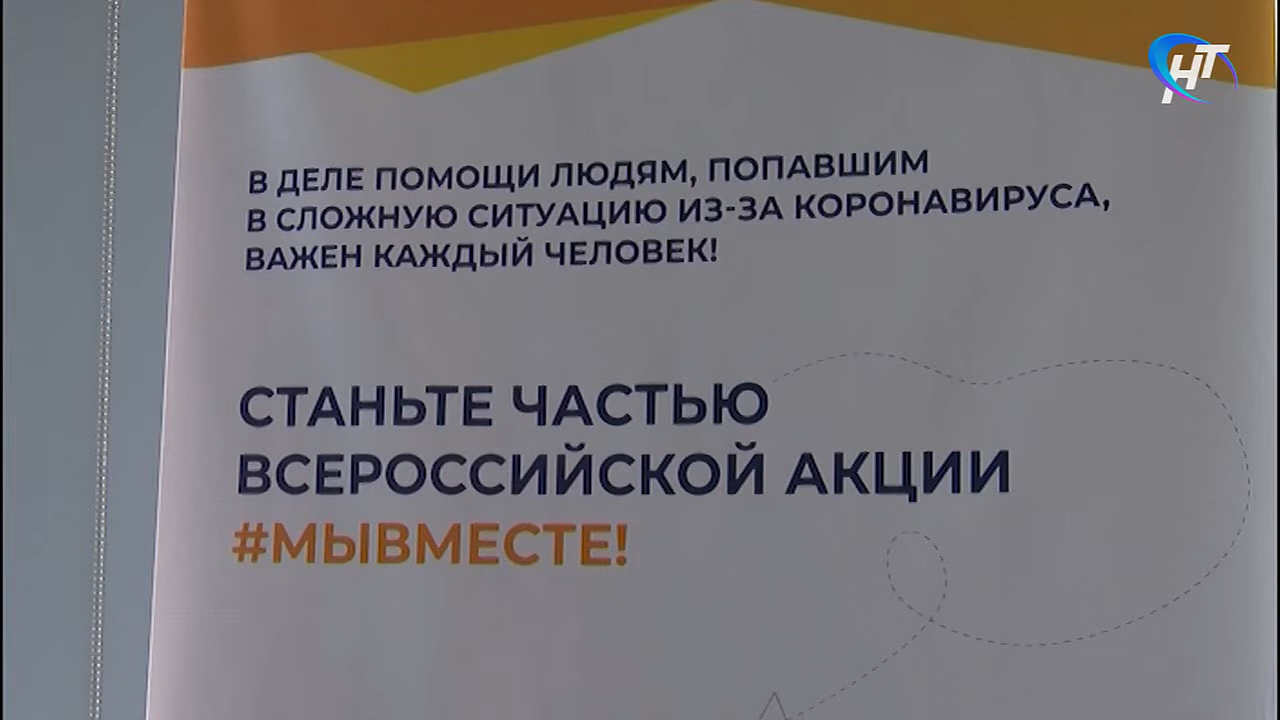 НТ
В ДЕЛЕ ПОМОЩИ ЛЮДЯМ, ПОПАВШИМ
В СЛОЖНУЮ СИТУАЦИЮ ИЗ-ЗА КОРОНАВИРУСА,
ВАЖЕН КАЖДЫЙ ЧЕЛОВЕК!
СТАНЬТЕ ЧАСТЬЮ
ВСЕРОССИЙСКОЙ АКЦИИ
#МЫВМЕСТЕ!